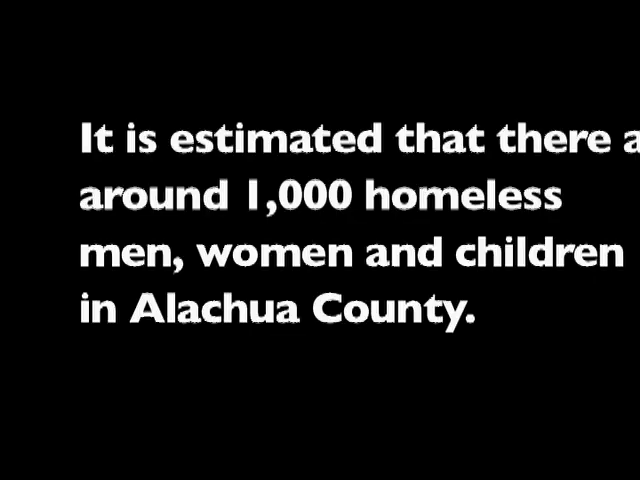 It is estimated that there a
around 1,000 homeless
men, women and children
in Alachua County.